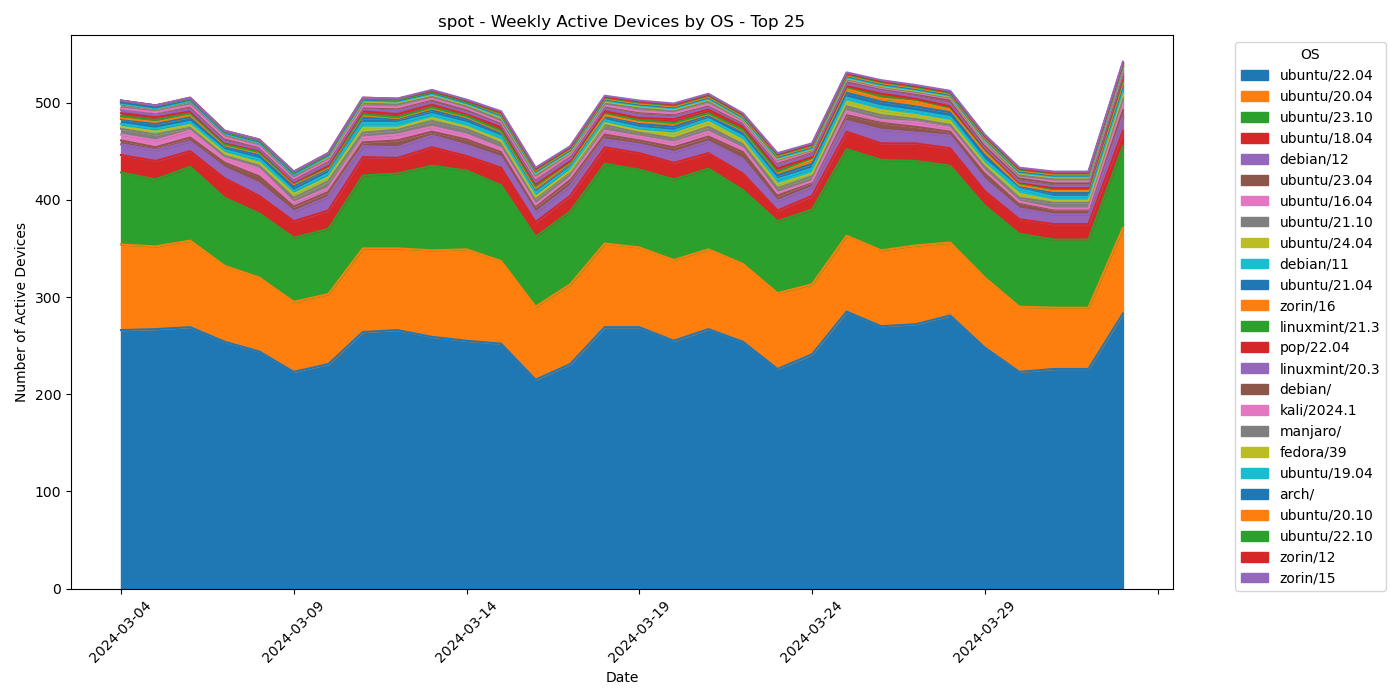 spot - Weekly Active Devices by OS - Top 25
Number of Active Devices
500
400
300
200
100
0
2024-03-04
2024-03-09
2024-03-14
2024-03-19
2024-03-24
2024-03-29
Date
OS
ubuntu/22.04
ubuntu/20.04
ubuntu/23.10
ubuntu/18.04
debian/12
ubuntu/23.04
ubuntu/16.04
ubuntu/21.10
ubuntu/24.04
debian/11
ubuntu/21.04
zorin/16
linuxmint/21.3
pop/22.04
linuxmint/20.3
debian/
kali/2024.1
manjaro/
fedora/39
ubuntu/19.04
arch/
ubuntu/20.10
ubuntu/22.10
zorin/12
zorin/15